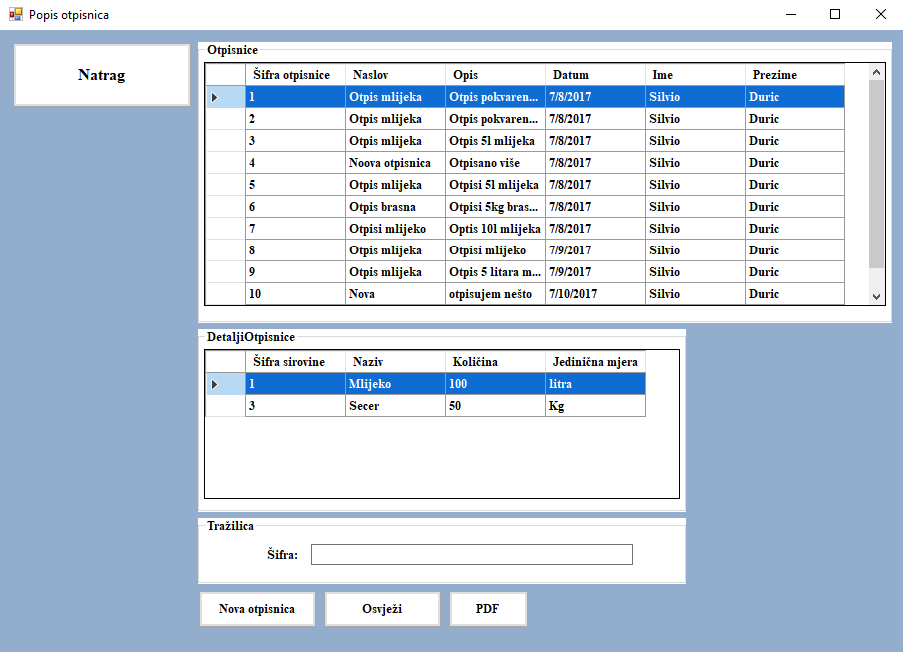 Popis otpisnica
Natrag
Otpisnice
Šifra otpisnice Naslov Opis Datum Ime Prezime
1 Otpis mlijeka Otpis pokvaren... 7/8/2017 Silvio Duric
2 Otpis mlijeka Otpis pokvaren... 7/8/2017 Silvio Duric
3 Otpis mlijeka Otpis 5l mlijeka 7/8/2017 Silvio Duric
4 Noova otpisnica Otpisano više 7/8/2017 Silvio Duric
5 Otpis mlijeka Otpisi 5l mlijeka 7/8/2017 Silvio Duric
6 Otpis brasna Otpisi 5kg bras... 7/8/2017 Silvio Duric
7 Otpisi mlijeko Optis 10l mlijeka 7/8/2017 Silvio Duric
8 Otpis mlijeka Otpisi mlijeko 7/9/2017 Silvio Duric
9 Otpis mlijeka Otpis 5 litara m... 7/9/2017 Silvio Duric
10 Nova otpisujem nešto 7/10/2017 Silvio Duric
DetaljiOtpisnice
Šifra sirovine Naziv Količina Jedinična mjera
1 Mlijeko 100 litra
3 Secer 50 Kg
Tražilica
Šifra:
Nova otpisnica Osvježi PDF